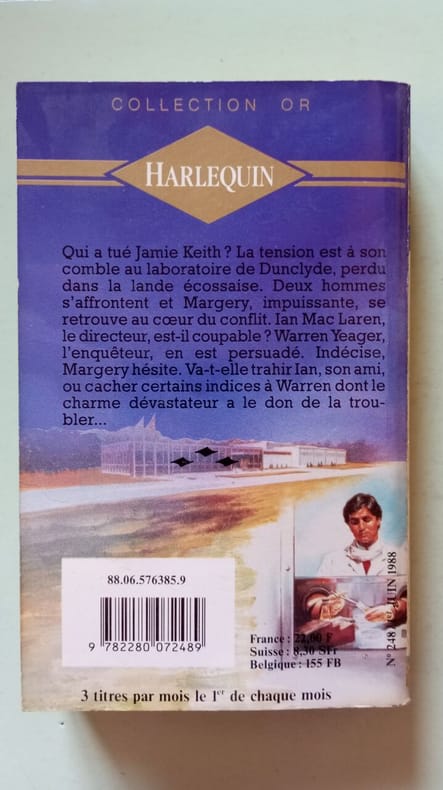 COLLECTION OR
HARLEQUIN
Qui a tué Jamie Keith ? La tension est à son
comble au laboratoire de Dunclyde, perdu
dans la lande écossaise. Deux hommes
s'affrontent et Margery, impuissante, se
retrouve au cœur du conflit. Ian Mac Laren,
le directeur, est-il coupable ? Warren Yeager,
l'enquêteur, en est persuadé. Indécise,
Margery hésite. Va-t-elle trahir Ian, son ami,
ou cacher certains indices à Warren dont le
charme dévastateur a le don de la trou-
bler...
88.06.576385.9
9 782280 072489
France : 22,00 F
Suisse : 8,30 SFr
Belgique : 155 FB
N° 248 1er JUIN 1988
3 titres par mois le 1er de chaque mois